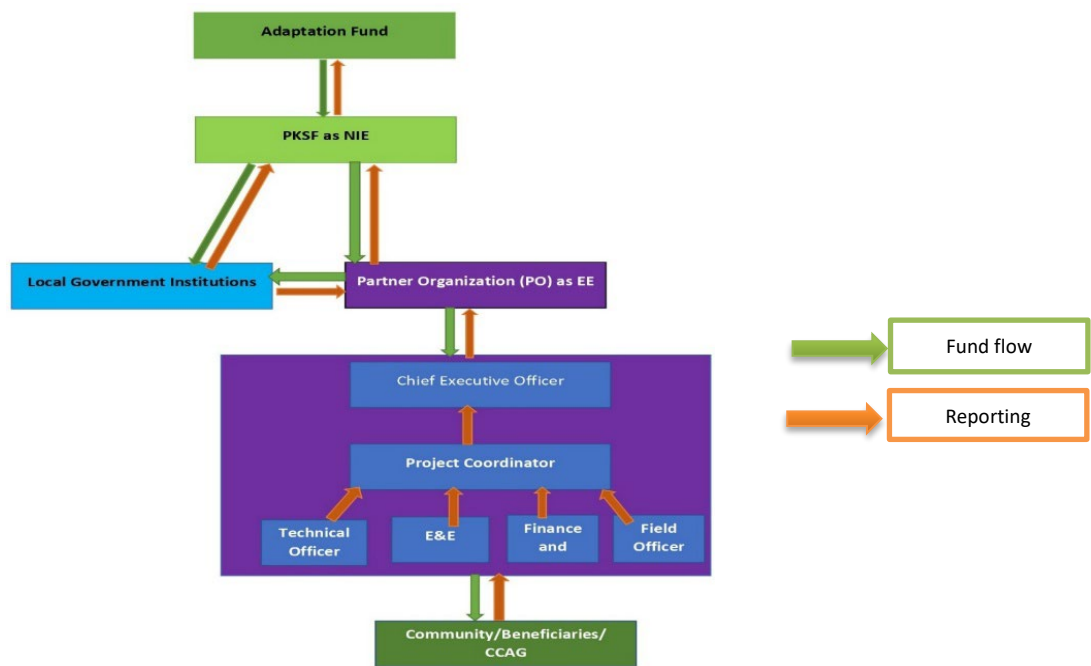 Adaptation Fund
PKSF as NIE
Local Government Institutions
Partner Organization (PO) as EE
Fund flow
Chief Executive Officer
Reporting
Project Coordinator
Technical
Officer
E&E
Finance
and
Field
Officer
Community/Beneficiaries/
CCAG